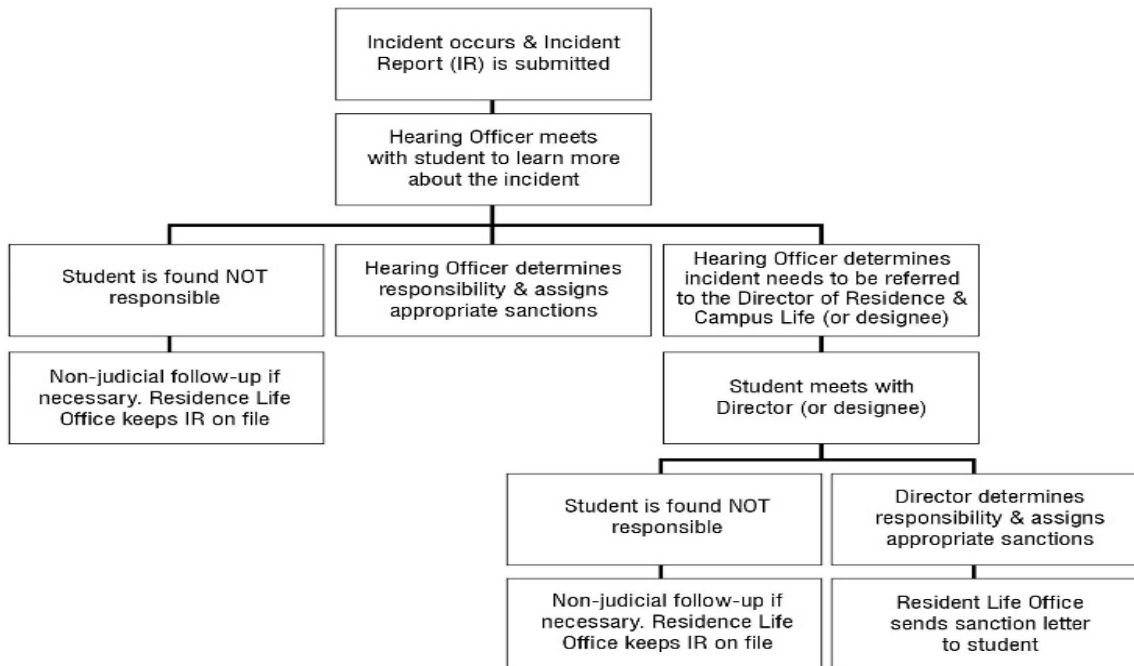 Incident occurs & Incident
Report (IR) is submitted
Hearing Officer meets
with student to learn more
about the incident
Student is found NOT
responsible
Hearing Officer determines
responsibility & assigns
appropriate sanctions
Hearing Officer determines
incident needs to be referred
to the Director of Residence &
Campus Life (or designee)
Non-judicial follow-up if
necessary. Residence Life
Office keeps IR on file
Student meets with
Director (or designee)
Student is found NOT
responsible
Director determines
responsibility & assigns
appropriate sanctions
Non-judicial follow-up if
necessary. Residence Life
Office keeps IR on file
Resident Life Office
sends sanction letter
to student